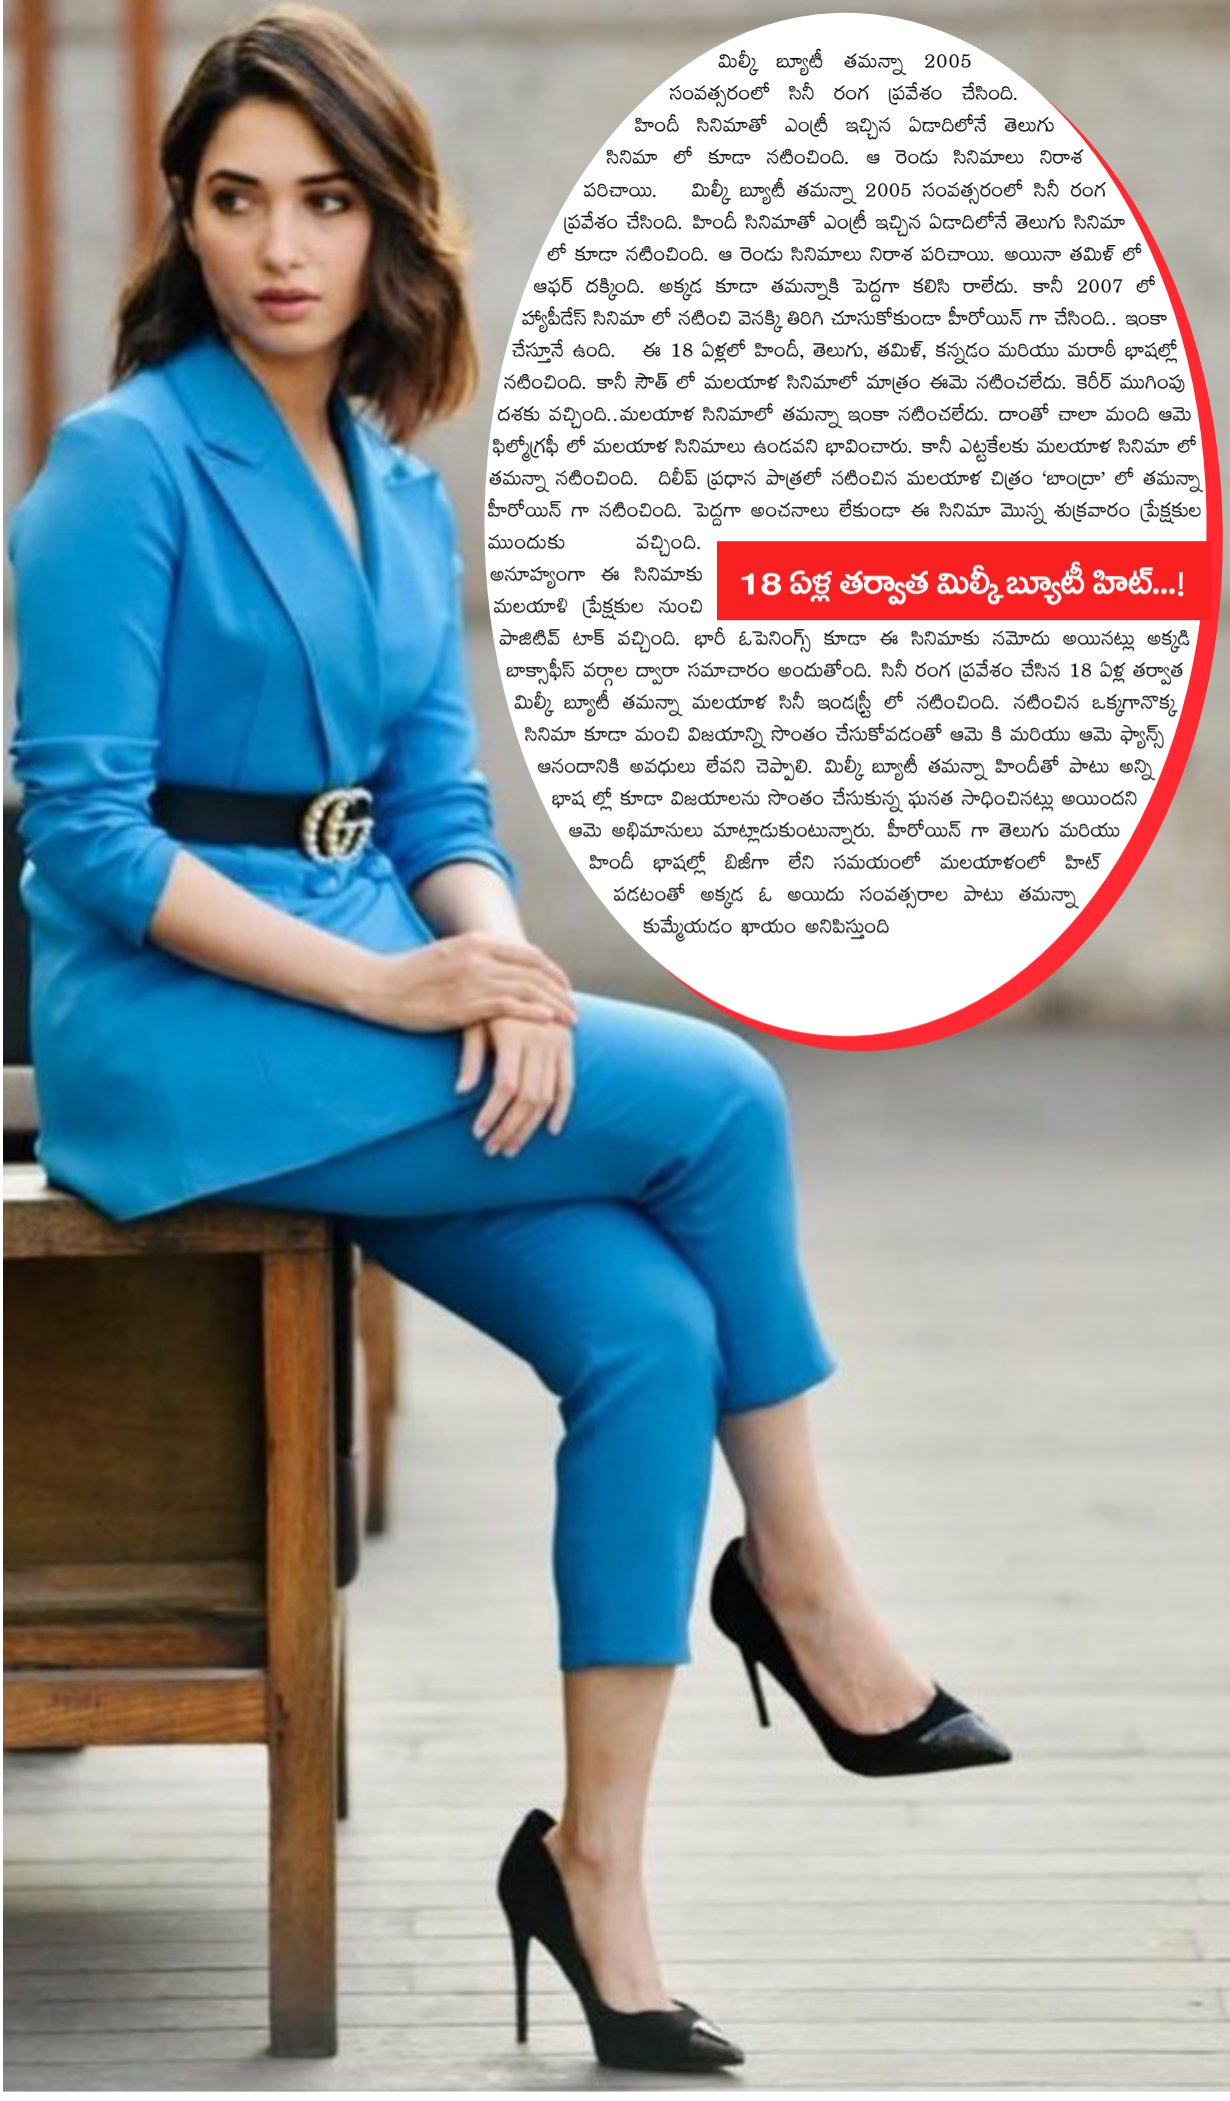 మిల్కీ బ్యూటీ తమన్నా 2005
సంవత్సరంలో సినీ రంగ ప్రవేశం చేసింది.
హిందీ సినిమాతో ఎంట్రీ ఇచ్చిన ఏడాదిలోనే తెలుగు
సినిమా లో కూడా నటించింది. ఆ రెండు సినిమాలు నిరాశ
పరిచాయి. మిల్కీ బ్యూటీ తమన్నా 2005 సంవత్సరంలో సినీ రంగ
ప్రవేశం చేసింది. హిందీ సినిమాతో ఎంట్రీ ఇచ్చిన ఏడాదిలోనే తెలుగు సినిమా
లో కూడా నటించింది. ఆ రెండు సినిమాలు నిరాశ పరిచాయి. అయినా తమిళ్ లో
ఆఫర్ దక్కింది. అక్కడ కూడా తమన్నాకి పెద్దగా కలిసి రాలేదు. కానీ 2007 లో
హ్యాపీడేస్ సినిమా లో నటించి వెనక్కి తిరిగి చూసుకోకుండా హీరోయిన్ గా చేసింది.. ఇంకా
చేస్తూనే ఉంది. ఈ 18 ఏళ్లలో హిందీ, తెలుగు, తమిళ్, కన్నడం మరియు మరాఠీ భాషల్లో
నటించింది. కానీ సౌత్ లో మలయాళ సినిమాలో మాత్రం ఈమె నటించలేదు. కెరీర్ ముగింపు
దశకు వచ్చింది..మలయాళ సినిమాలో తమన్నా ఇంకా నటించలేదు. దాంతో చాలా మంది ఆమె
ఫిల్మోగ్రఫీ లో మలయాళ సినిమాలు ఉండవని భావించారు. కానీ ఎట్టకేలకు మలయాళ సినిమా లో
తమన్నా నటించింది. దిలీప్ ప్రధాన పాత్రలో నటించిన మలయాళ చిత్రం ‘బాంద్రా’ లో తమన్నా
హీరోయిన్ గా నటించింది. పెద్దగా అంచనాలు లేకుండా ఈ సినిమా మొన్న శుక్రవారం ప్రేక్షకుల
ముందుకు వచ్చింది.
అనూహ్యంగా ఈ సినిమాకు
మలయాళి ప్రేక్షకుల నుంచి
18 ఏళ్ల తర్వాత మిల్కీ బ్యూటీ హిట్...!
పాజిటివ్ టాక్ వచ్చింది. భారీ ఓపెనింగ్స్ కూడా ఈ సినిమాకు నమోదు అయినట్లు అక్కడి
బాక్సాఫీస్ వర్గాల ద్వారా సమాచారం అందుతోంది. సినీ రంగ ప్రవేశం చేసిన 18 ఏళ్ల తర్వాత
మిల్కీ బ్యూటీ తమన్నా మలయాళ సినీ ఇండస్ట్రీ లో నటించింది. నటించిన ఒక్కగానొక్క
సినిమా కూడా మంచి విజయాన్ని సొంతం చేసుకోవడంతో ఆమె కి మరియు ఆమె ఫ్యాన్స్
ఆనందానికి అవధులు లేవని చెప్పాలి. మిల్కీ బ్యూటీ తమన్నా హిందీతో పాటు అన్ని
భాష ల్లో కూడా విజయాలను సొంతం చేసుకున్న ఘనత సాధించినట్లు అయిందని
ఆమె అభిమానులు మాట్లాడుకుంటున్నారు. హీరోయిన్ గా తెలుగు మరియు
హిందీ భాషల్లో బిజీగా లేని సమయంలో మలయాళంలో హిట్
పడటంతో అక్కడ ఓ అయిదు సంవత్సరాల పాటు తమన్నా
కుమ్మేయడం ఖాయం అనిపిస్తుంది